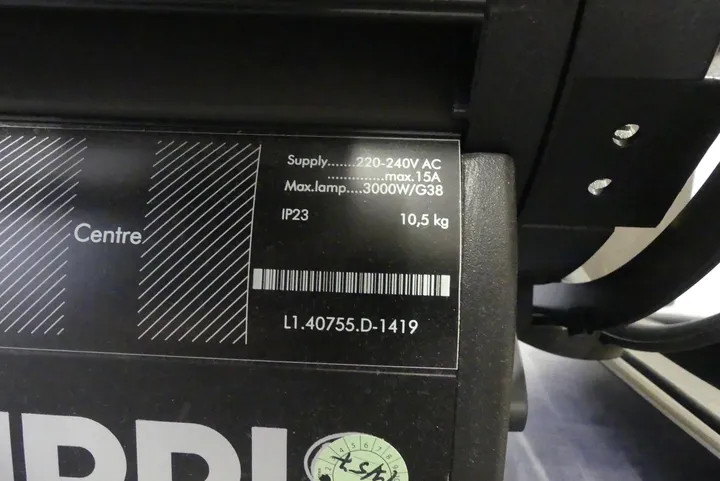 Supply.......220-240V AC
..............max.15A
Max.lamp....3000W/G38
IP23 10,5 kg
Centre
L1.40755.D-1419